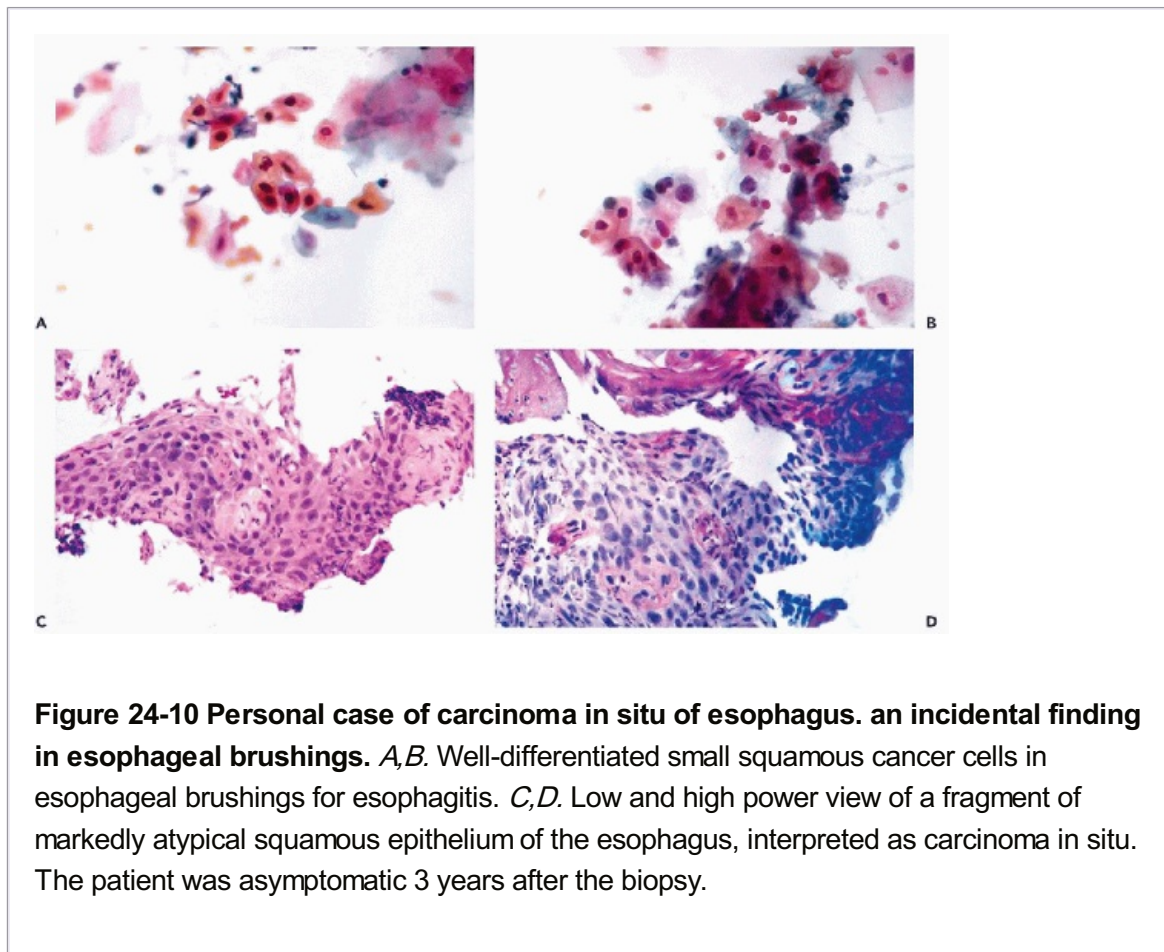 A
B
C
D
Figure 24-10 Personal case of carcinoma in situ of esophagus. an incidental finding
in esophageal brushings. A,B. Well-differentiated small squamous cancer cells in
esophageal brushings for esophagitis. C,D. Low and high power view of a fragment of
markedly atypical squamous epithelium of the esophagus, interpreted as carcinoma in situ.
The patient was asymptomatic 3 years after the biopsy.